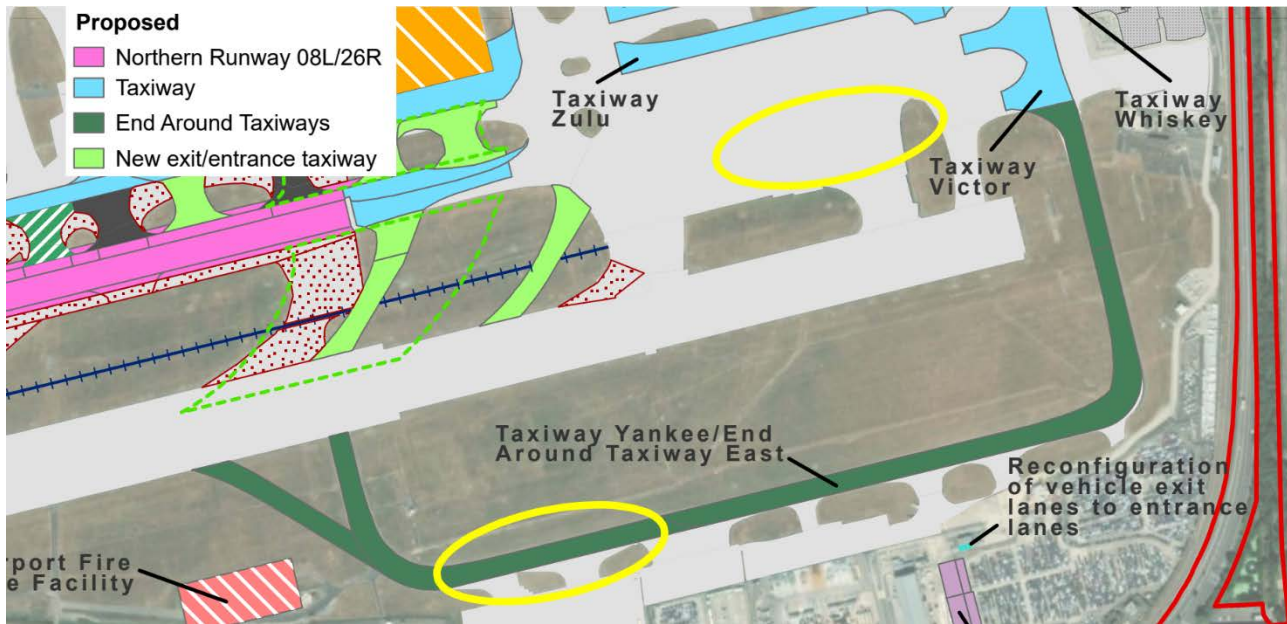 Proposed
Northern Runway 08L/26R
Taxiway
End Around Taxiways
New exit/entrance taxiway
Taxiway
Zulu
Taxiway
Whiskey
Taxiway
Victor
Taxiway Yankee/End
Around Taxiway East
Reconfiguration
of vehicle exit
lanes to entrance
lanes
rport Fire
e Facility